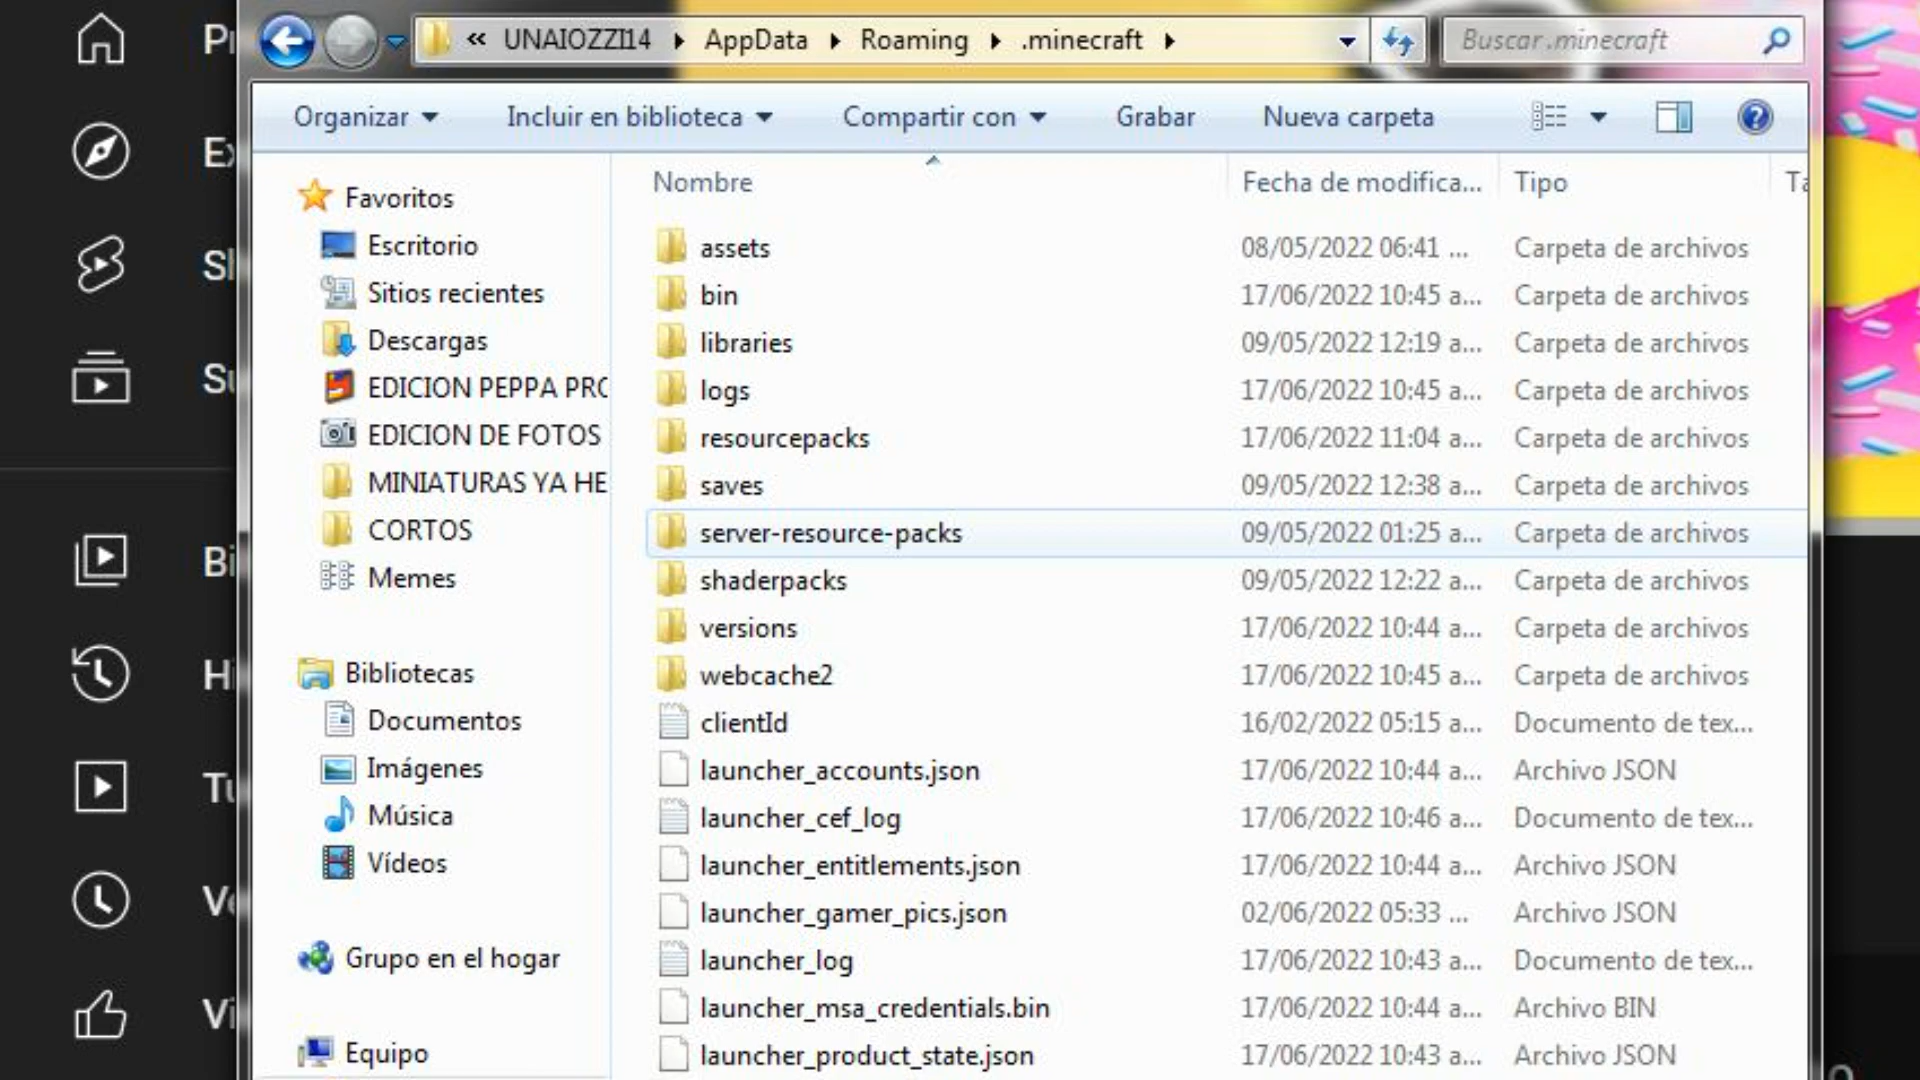 « UNAIOZZI14 AppData Roaming .minecraft
Buscar .minecraft
Organizar Incluir en biblioteca Compartir con Grabar Nueva carpeta
Nombre Fecha de modifica... Tipo
Favoritos
Escritorio
Sitios recientes
Descargas
EDICION PEPPA PRO
EDICION DE FOTOS
MINIATURAS YA HE
CORTOS
Memes
Bibliotecas
Documentos
Imágenes
Música
Vídeos
Grupo en el hogar
Equipo
assets 08/05/2022 06:41 ... Carpeta de archivos
bin 17/06/2022 10:45 a... Carpeta de archivos
libraries 09/05/2022 12:19 a... Carpeta de archivos
logs 17/06/2022 10:45 a... Carpeta de archivos
resourcepacks 17/06/2022 11:04 a... Carpeta de archivos
saves 09/05/2022 12:38 a... Carpeta de archivos
server-resource-packs 09/05/2022 01:25 a... Carpeta de archivos
shaderpacks 09/05/2022 12:22 a... Carpeta de archivos
versions 17/06/2022 10:44 a... Carpeta de archivos
webcache2 17/06/2022 10:45 a... Carpeta de archivos
clientId 16/02/2022 05:15 a... Documento de tex...
launcher_accounts.json 17/06/2022 10:44 a... Archivo JSON
launcher_cef_log 17/06/2022 10:46 a... Documento de tex...
launcher_entitlements.json 17/06/2022 10:44 a... Archivo JSON
launcher_gamer_pics.json 02/06/2022 05:33 ... Archivo JSON
launcher_log 17/06/2022 10:43 a... Documento de tex...
launcher_msa_credentials.bin 17/06/2022 10:44 a... Archivo BIN
launcher_product_state.json 17/06/2022 10:43 a... Archivo JSON